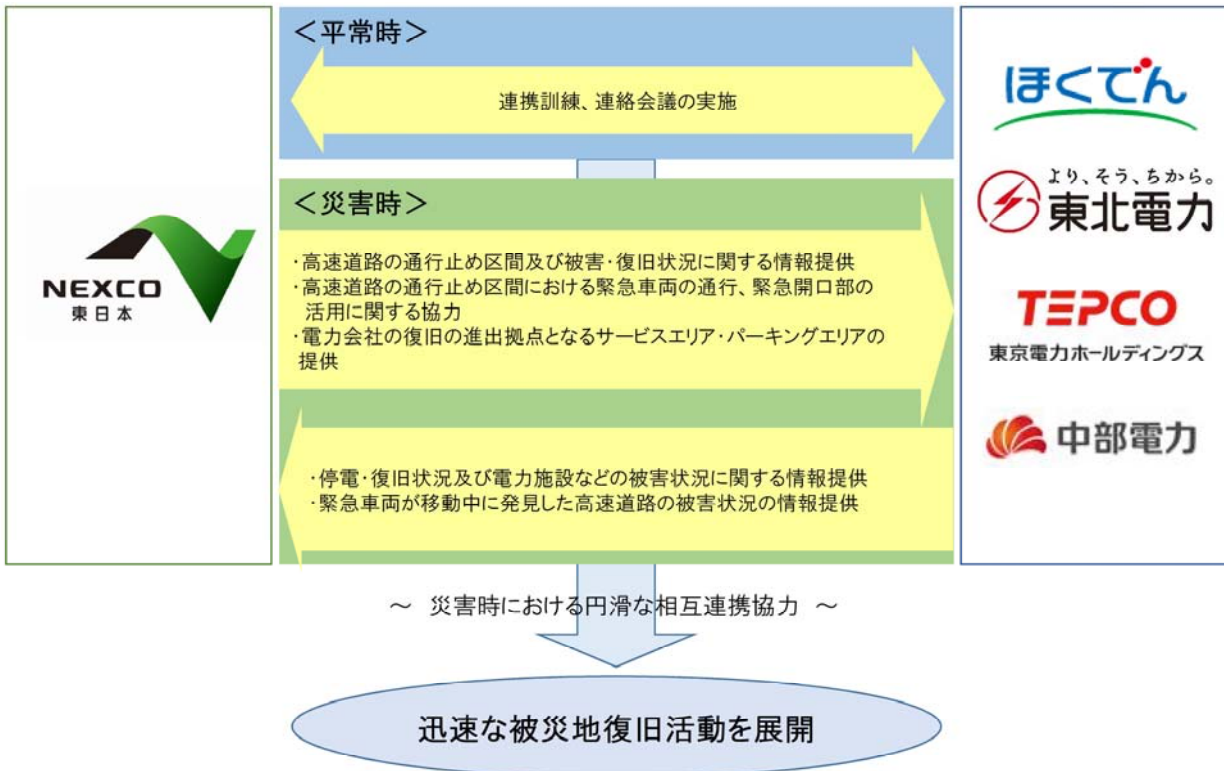 ＜平常時＞
連携訓練、連絡会議の実施
＜災害時＞
・高速道路の通行止め区間及び被害・復旧状況に関する情報提供
・高速道路の通行止め区間における緊急車両の通行、緊急開口部の
活用に関する協力
・電力会社の復旧の進出拠点となるサービスエリア・パーキングエリアの
提供
・停電・復旧状況及び電力施設などの被害状況に関する情報提供
・緊急車両が移動中に発見した高速道路の被害状況の情報提供
NEXCO
東日本
ほくでん
より、そう、ちから。
東北電力
TEPCO
東京電力ホールディングス
中部電力
～ 災害時における円滑な相互連携協力 ～
迅速な被災地復旧活動を展開